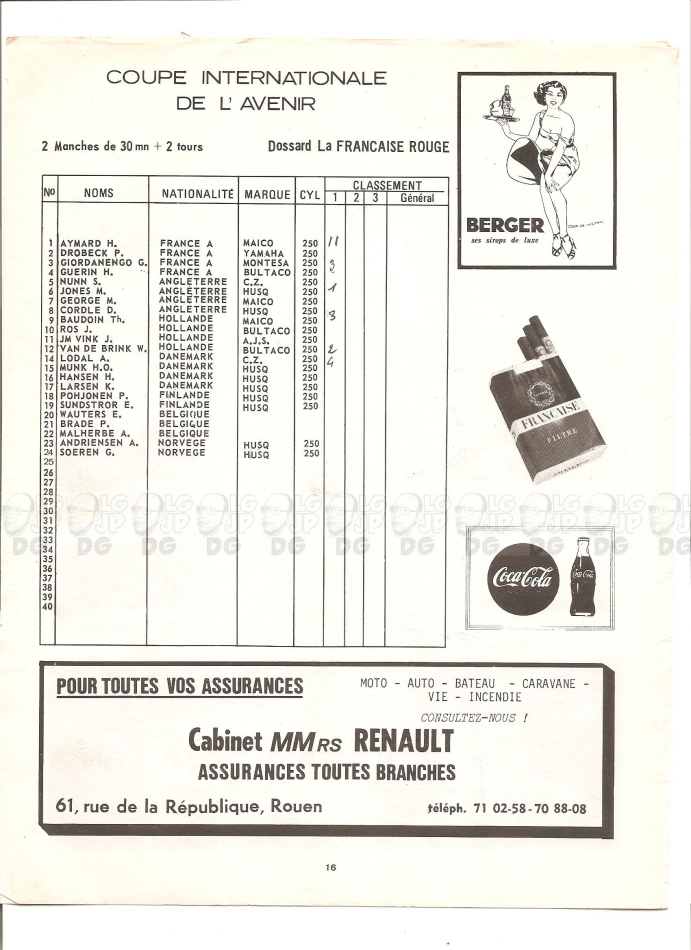 COUPE INTERNATIONALE
DE L' AVENIR
2 Manches de 30 mn + 2 tours Dossard La FRANCAISE ROUGE
No NOMS NATIONALITÉ MARQUE CYL CLASSEMENT
1 2 3 Général
1 AYMARD H. FRANCE A MAICO 250 11
2 DROBECK P. FRANCE A YAMAHA 250
3 GIORDANENGO G. FRANCE A MONTESA 250 3
4 GUERIN H. FRANCE A BULTACO 250
5 NUNN S. ANGLETERRE C.Z. 250
6 JONES M. ANGLETERRE HUSQ 250 1
7 GEORGE M. ANGLETERRE MAICO 250
8 CORDLE D. ANGLETERRE HUSQ 250
9 BAUDOIN Th. HOLLANDE MAICO 250 3
10 ROS J. HOLLANDE BULTACO 250
11 JM VINK J. HOLLANDE A.J.S. 250
12 VAN DE BRINK W. HOLLANDE BULTACO 250 2
14 LODAL A. DANEMARK C.Z. 250 4
15 MUNK H.O. DANEMARK HUSQ 250
16 HANSEN H. DANEMARK HUSQ 250
17 LARSEN K. DANEMARK HUSQ 250
18 POHJONEN P. FINLANDE HUSQ 250
19 SUNDSTROR E. FINLANDE HUSQ 250
20 WAUTERS E. BELGIQUE
21 BRADE P. BELGIQUE
22 MALHERBE A. BELGIQUE
23 ANDRIENSEN A. NORVEGE HUSQ 250
24 SOEREN G. NORVEGE HUSQ 250
25
26
27
28
29
30
31
32
33
34
35
36
37
38
39
40
BERGER
ses sirops de luxe
FRANCAISE
FILTRE
Coca-Cola
Coca-Cola
LG JP DG
POUR TOUTES VOS ASSURANCES
MOTO - AUTO - BATEAU - CARAVANE -
VIE - INCENDIE
CONSULTEZ-NOUS !
Cabinet MMRS RENAULT
ASSURANCES TOUTES BRANCHES
61, rue de la République, Rouen
téléph. 71 02-58-70 88-08
16